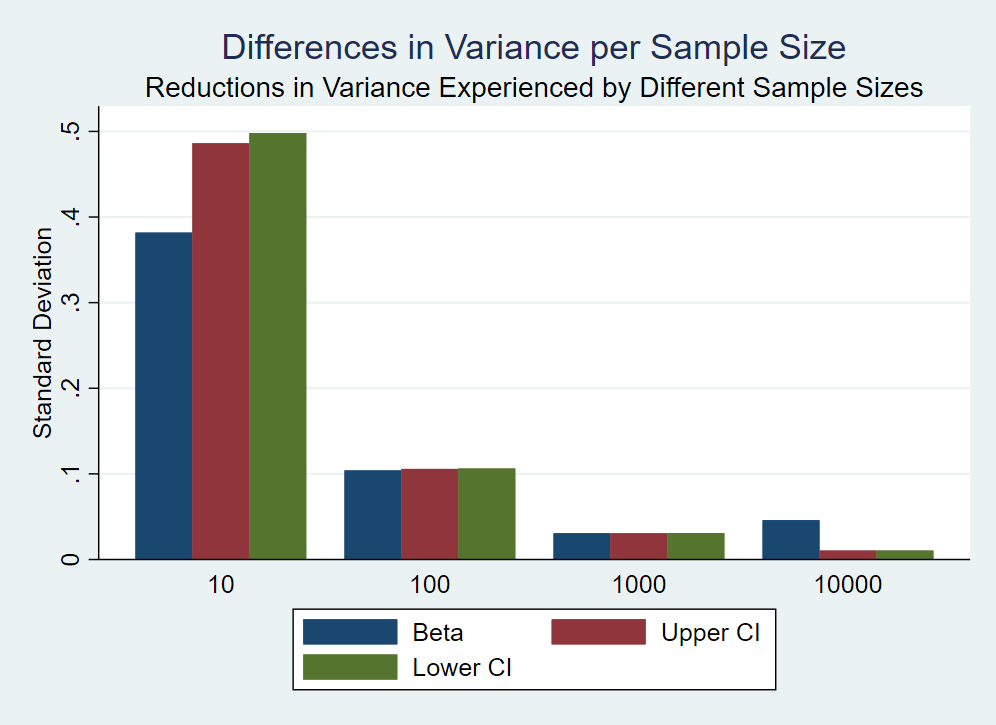 Differences in Variance per Sample Size
Reductions in Variance Experienced by Different Sample Sizes
Standard Deviation
.5
.4
.3
.2
.1
0
10 100 1000 10000
Beta Upper CI
Lower CI